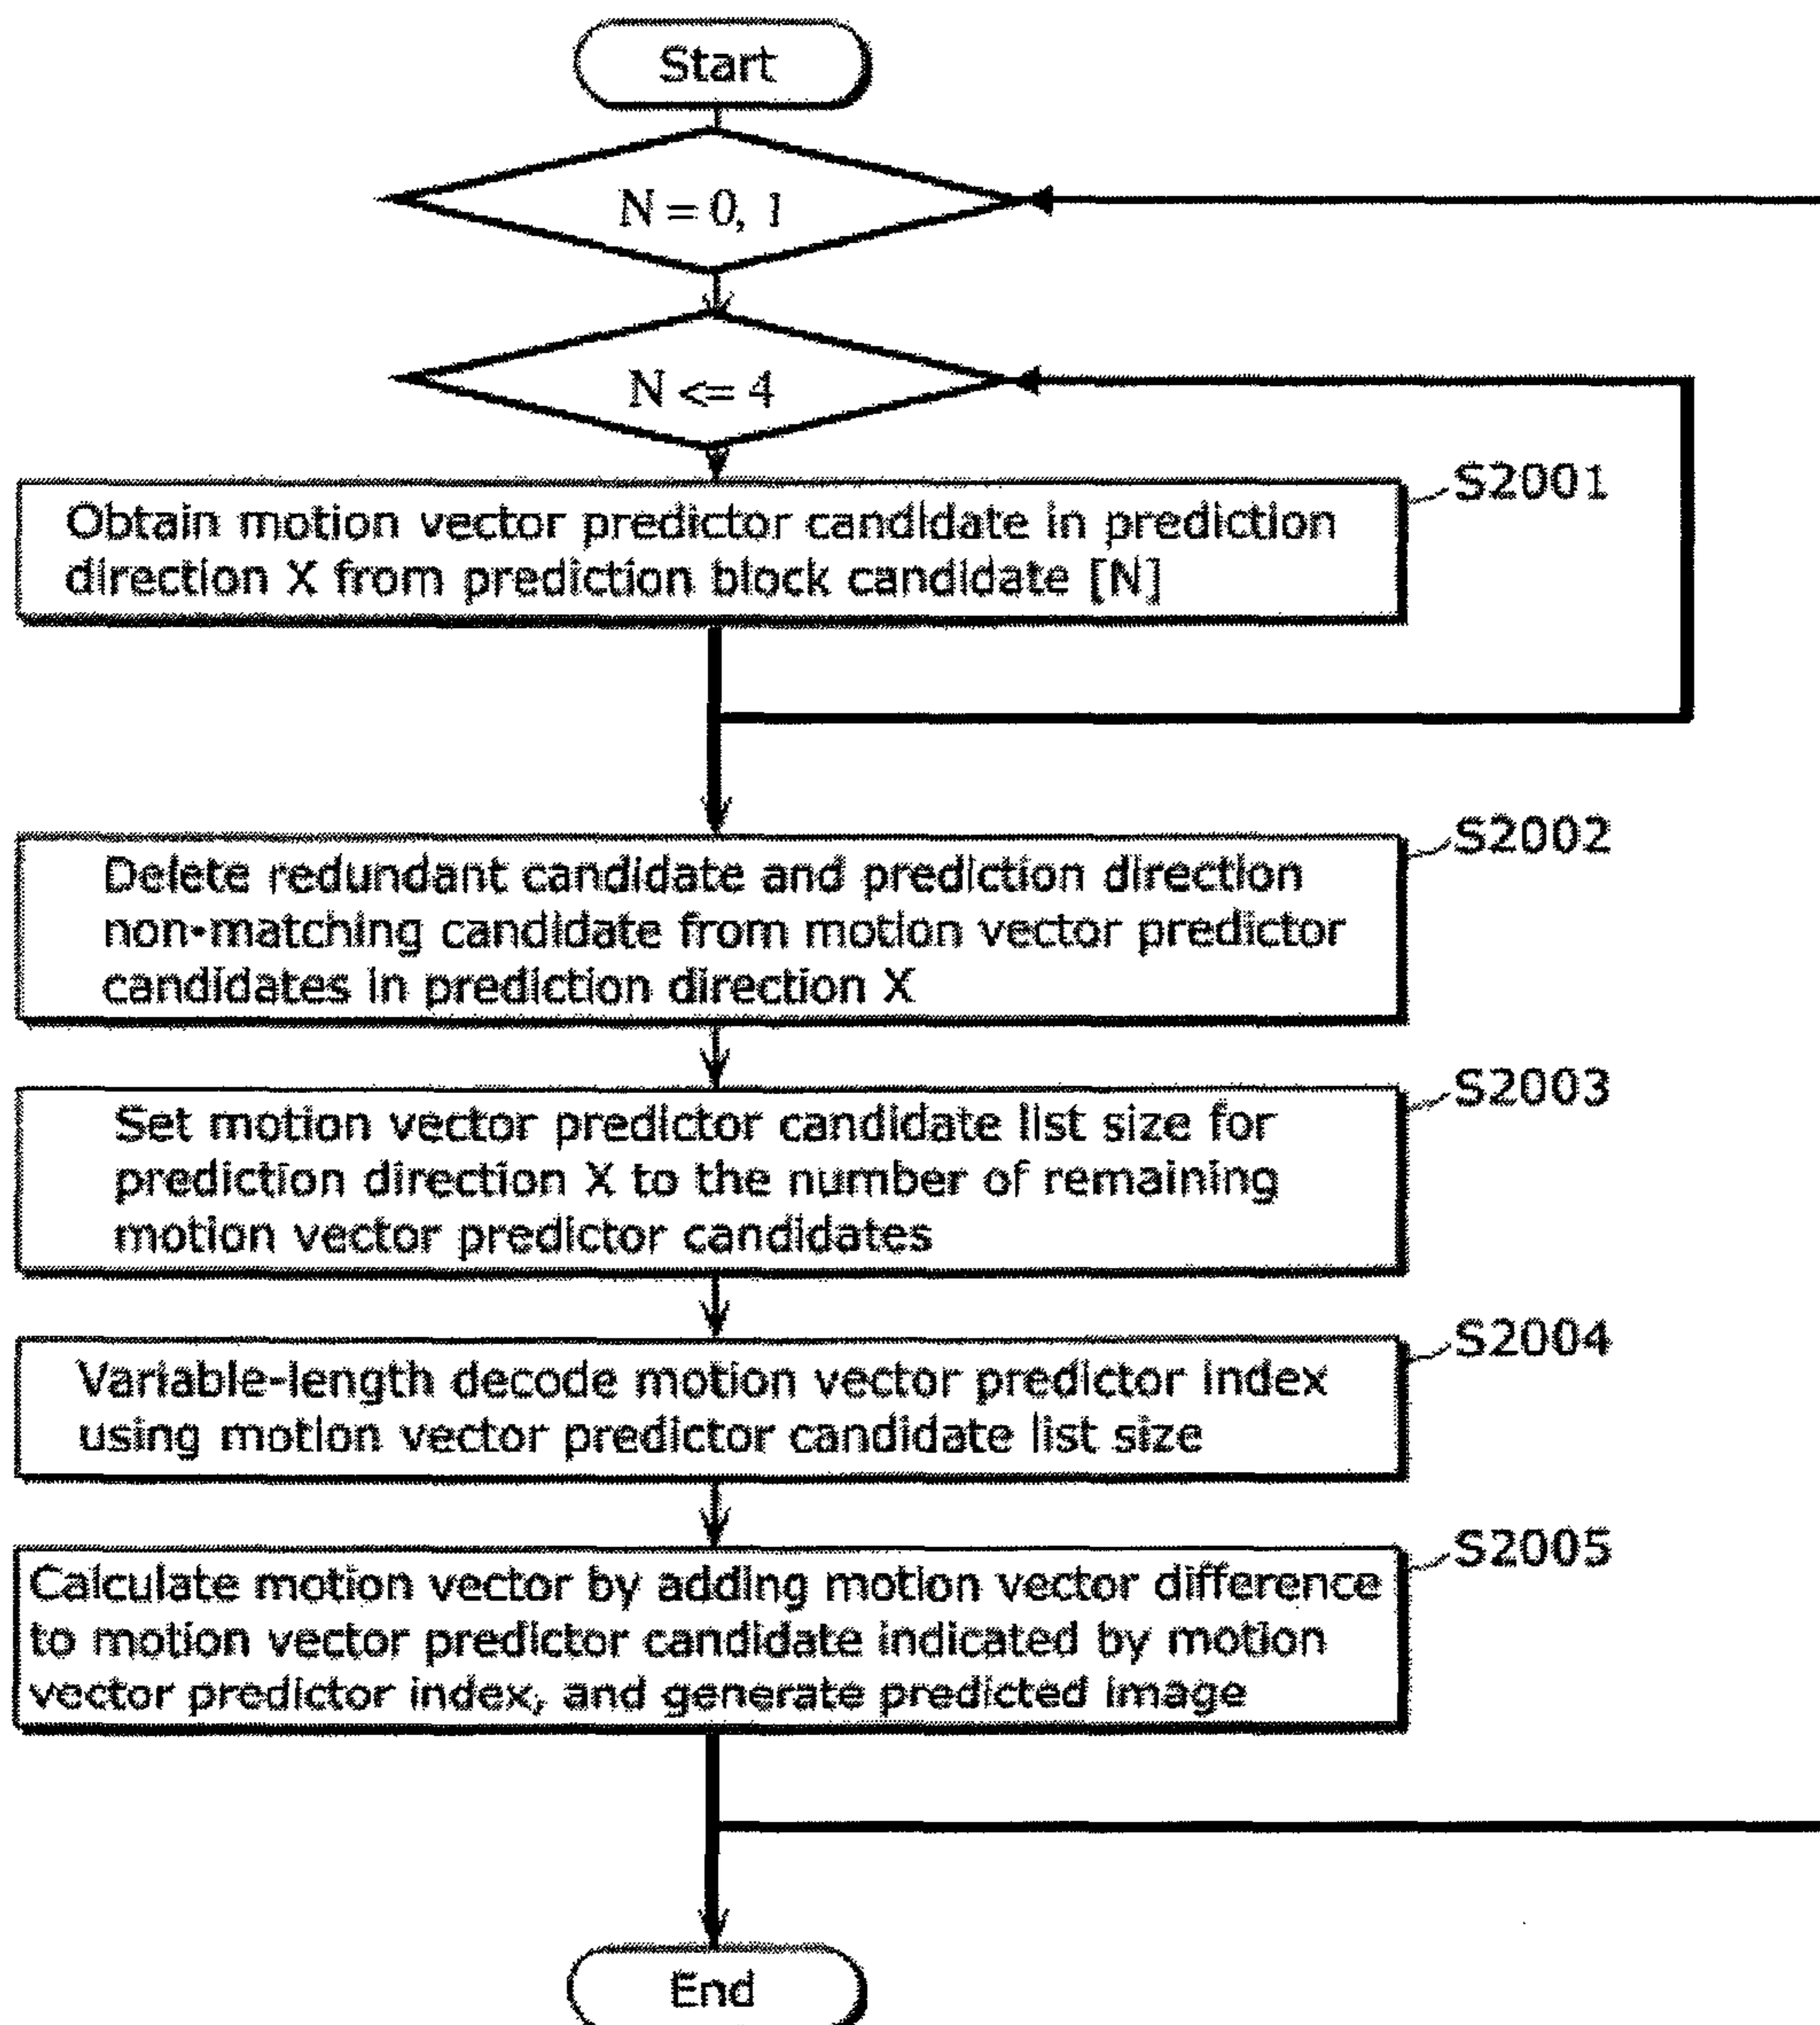 Start
N = 0, 1
N <= 4
S2001
Obtain motion vector predictor candidate in prediction
direction X from prediction block candidate [N]
S2002
Delete redundant candidate and prediction direction
non-matching candidate from motion vector predictor
candidates in prediction direction X
S2003
Set motion vector predictor candidate list size for
prediction direction X to the number of remaining
motion vector predictor candidates
S2004
Variable-length decode motion vector predictor index
using motion vector predictor candidate list size
S2005
Calculate motion vector by adding motion vector difference
to motion vector predictor candidate indicated by motion
vector predictor index, and generate predicted image
End